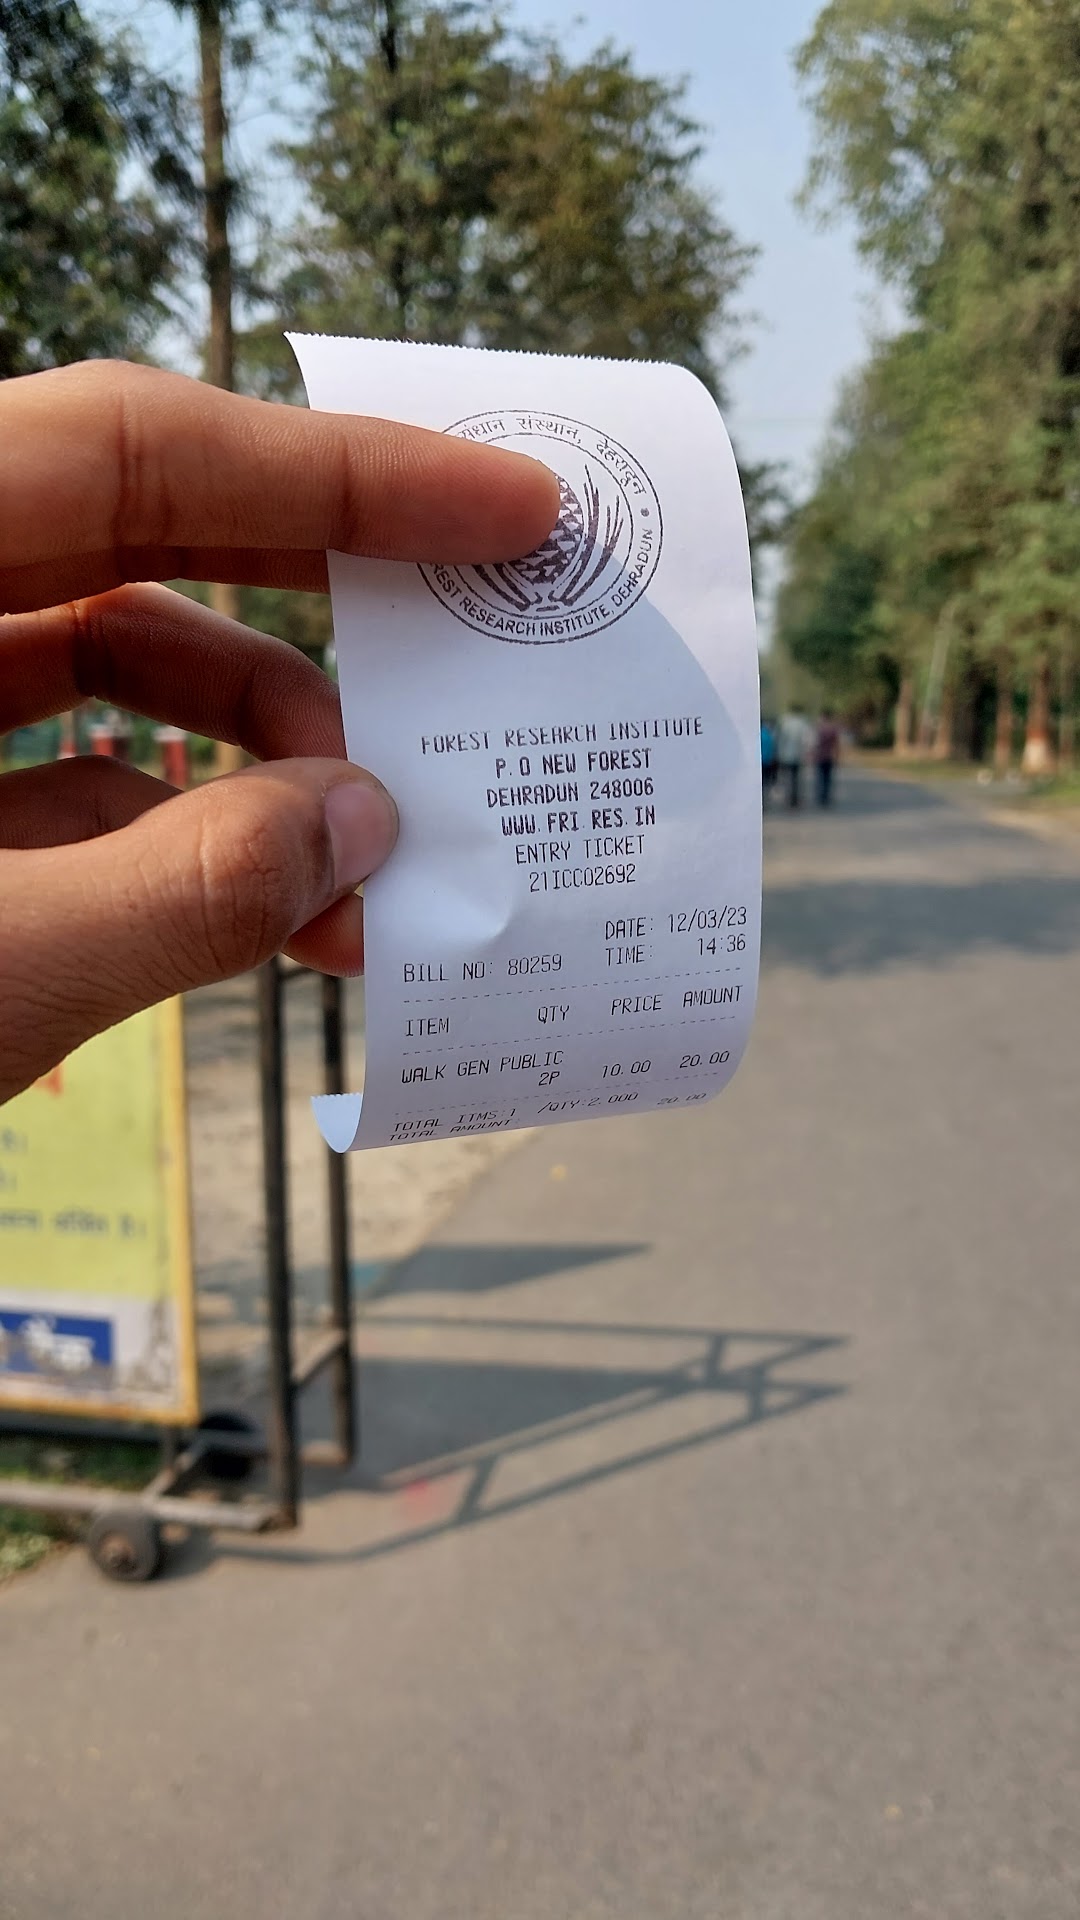 संधान संस्थान, देहरादून
REST RESEARCH INSTITUTE, DEHRADUN
FOREST RESEARCH INSTITUTE
P.O NEW FOREST
DEHRADUN 248006
WWW.FRI.RES.IN
ENTRY TICKET
21ICC02692
DATE: 12/03/23
BILL NO: 80259 TIME: 14:36
ITEM QTY PRICE AMOUNT
WALK GEN PUBLIC
2P 10.00 20.00
TOTAL ITMS:1 /QTY:2.000 20.00
TOTAL AMOUNT: